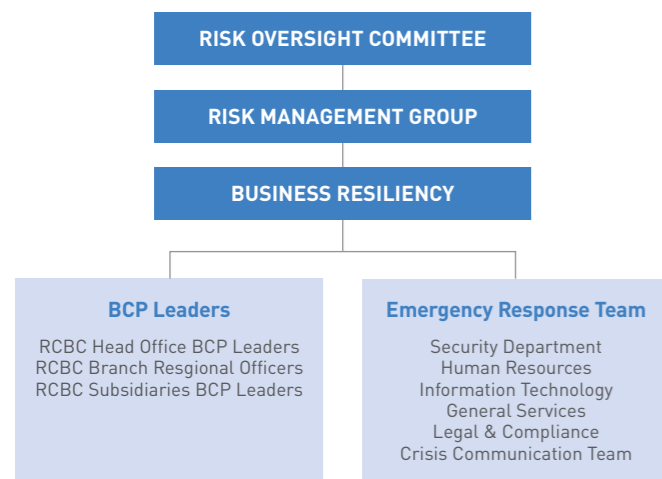 RISK OVERSIGHT COMMITTEE
RISK MANAGEMENT GROUP
BUSINESS RESILIENCY
BCP Leaders
RCBC Head Office BCP Leaders
RCBC Branch Resgional Officers
RCBC Subsidiaries BCP Leaders
Emergency Response Team
Security Department
Human Resources
Information Technology
General Services
Legal & Compliance
Crisis Communication Team